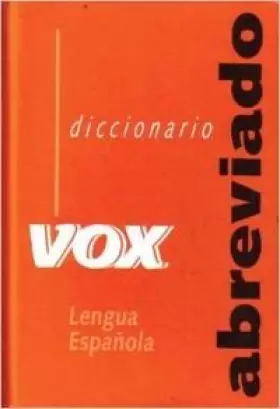 diccionario
VOX
Lengua
Española
abreviado